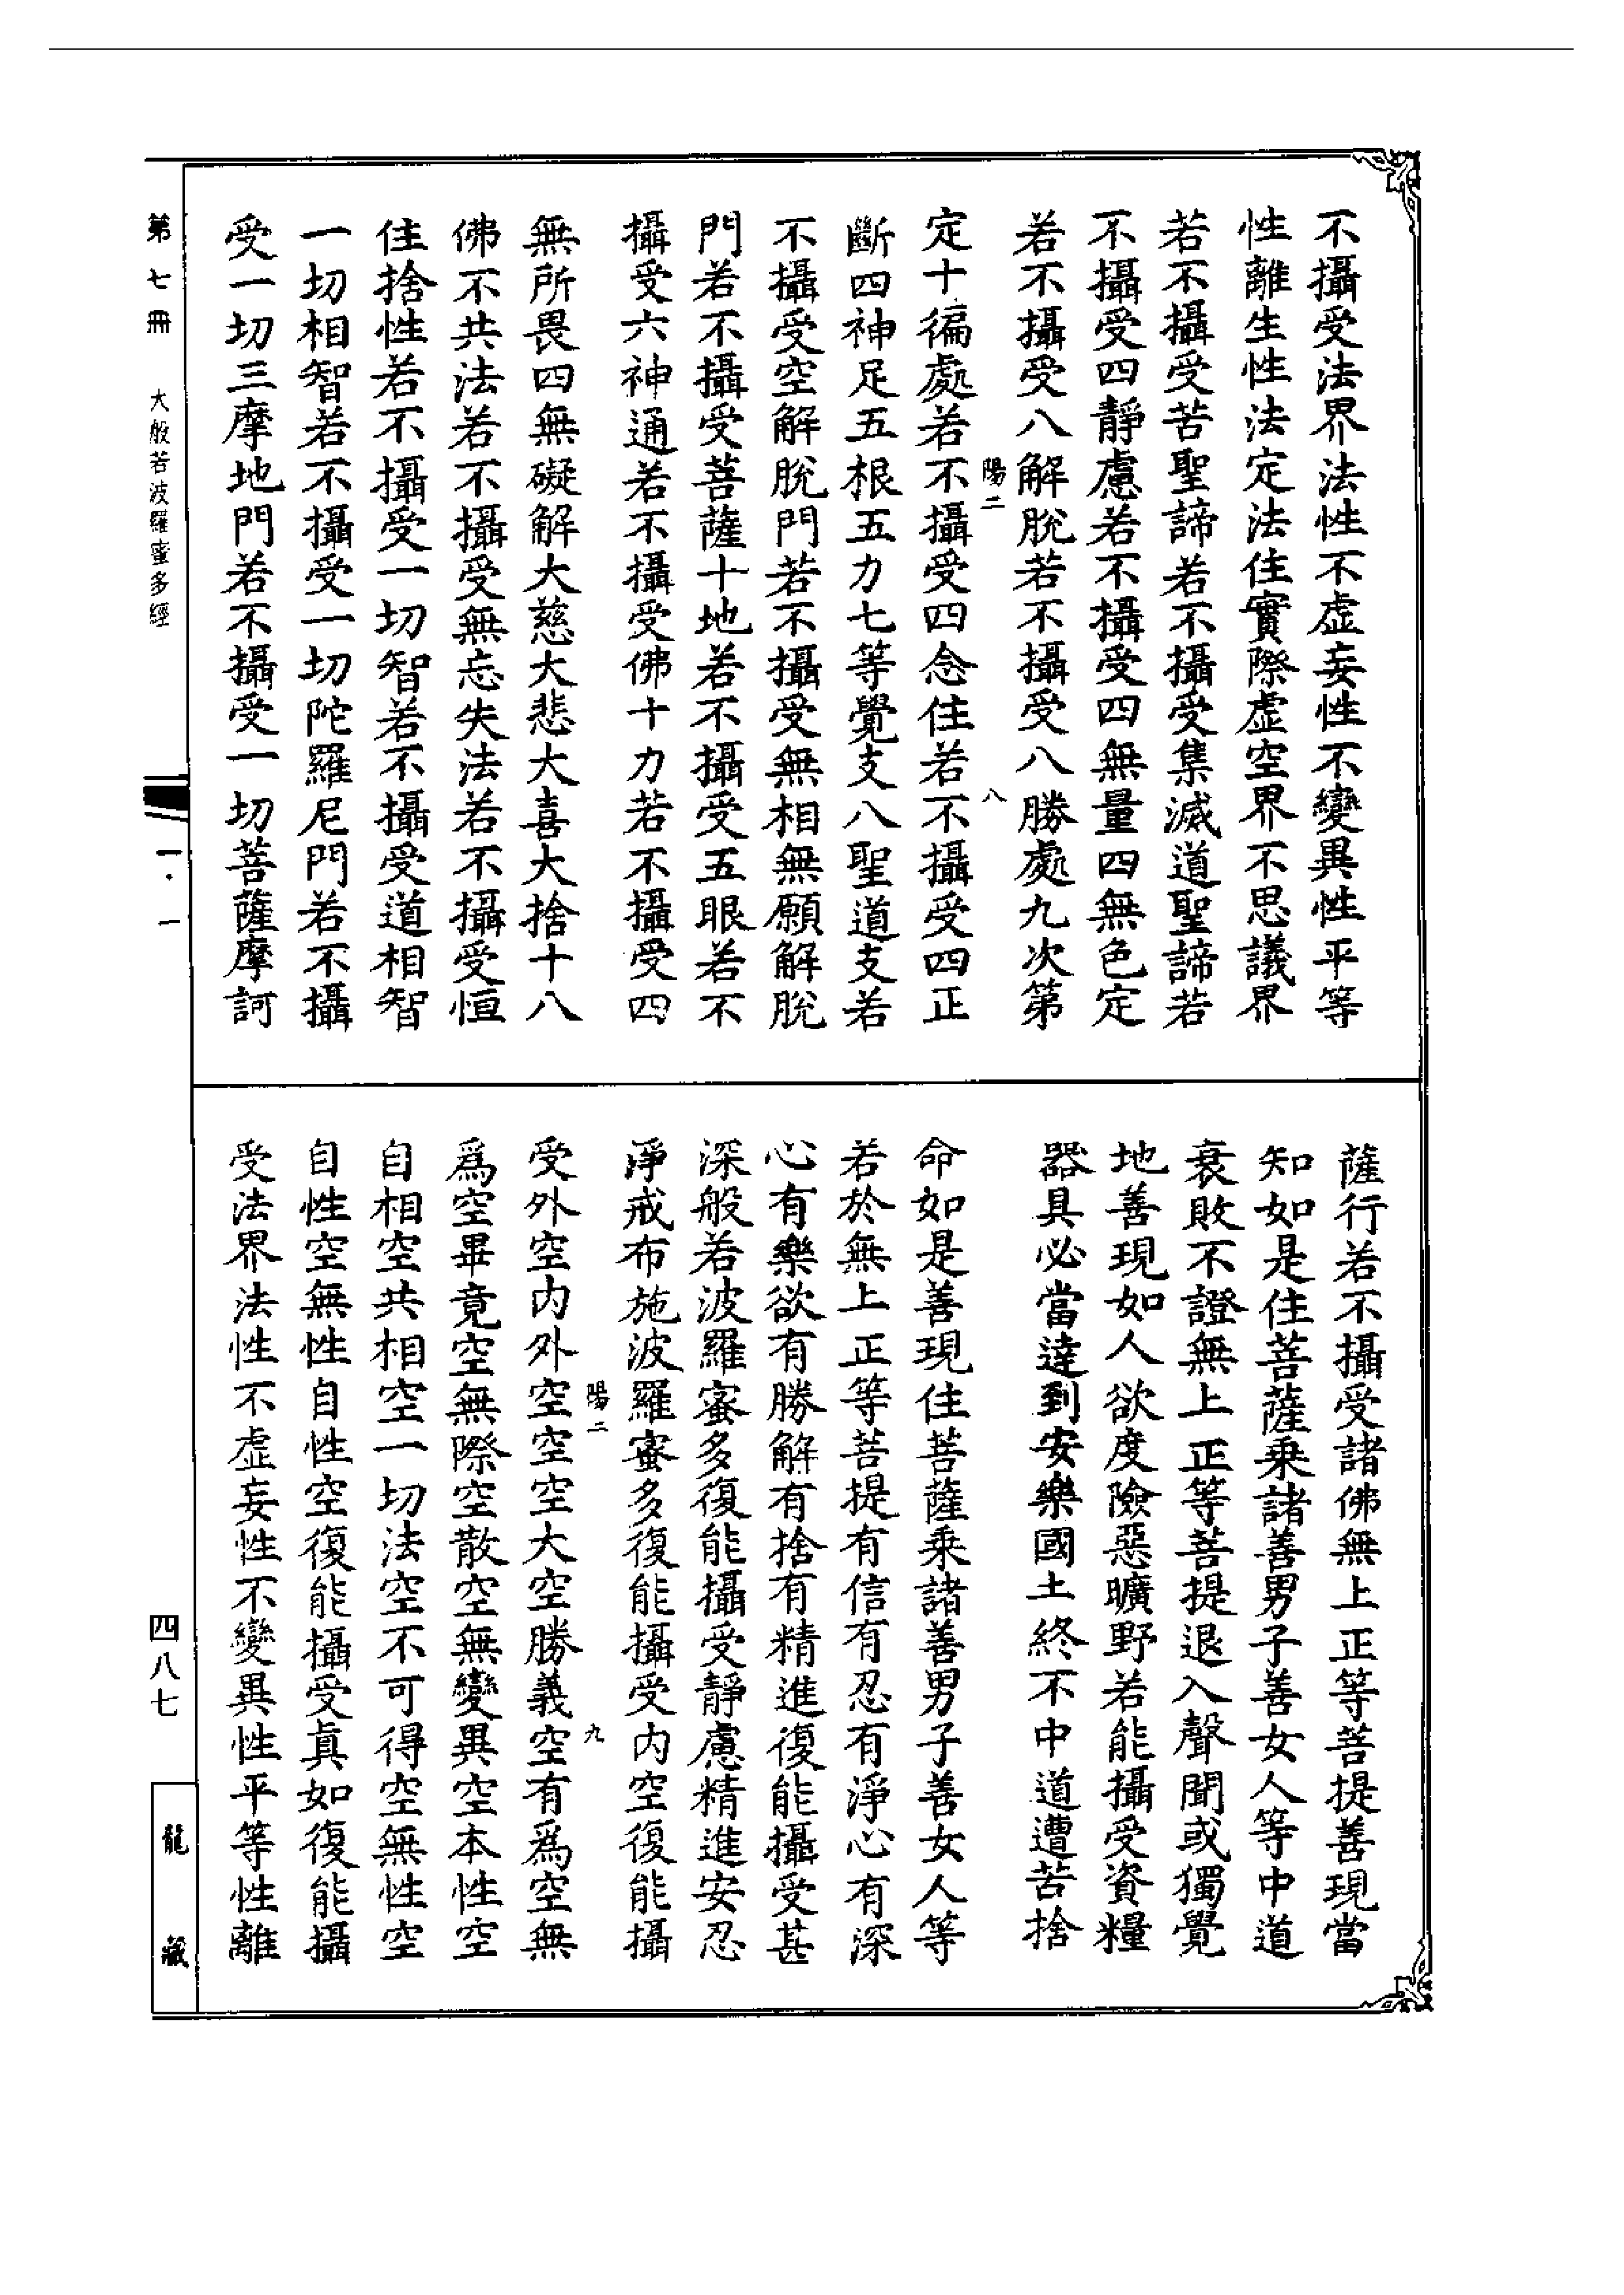 不攝受法界法性不虛妄性不變異性平等
性離生性法定法住實際虛空界不思議界
若不攝受苦聖諦若不攝受集滅道聖諦若
不攝受四靜慮若不攝受四無量四無色定
若不攝受八解脫若不攝受八勝處九次第
陽二
八
定十徧處若不攝受四念住若不攝受四正
斷四神足五根五力七等覺支八聖道支若
不攝受空解脫門若不攝受無相無願解脫
門若不攝受菩薩十地若不攝受五眼若不
攝受六神通若不攝受佛十力若不攝受四
無所畏四無礙解大慈大悲大喜大捨十八
佛不共法若不攝受無忘失法若不攝受恒
住捨性若不攝受一切智若不攝受道相智
一切相智若不攝受一切陀羅尼門若不攝
受一切三摩地門若不攝受一切菩薩摩訶
薩行若不攝受諸佛無上正等菩提善現當
知如是住菩薩乘諸善男子善女人等中道
衰敗不證無上正等菩提退入聲聞或獨覺
地善現如人欲度險惡曠野若能攝受資糧
器具必當達到安樂國土終不中道遭苦捨
命如是善現住菩薩乘諸善男子善女人等
若於無上正等菩提有信有忍有淨心有深
心有樂欲有勝解有捨有精進復能攝受甚
深般若波羅蜜多復能攝受靜慮精進安忍
淨戒布施波羅蜜多復能攝受內空復能攝
陽二
九
受外空內外空空空大空勝義空有為空無
為空畢竟空無際空散空無變異空本性空
自相空共相空一切法空不可得空無性空
自性空無性自性空復能攝受真如復能攝
受法界法性不虛妄性不變異性平等性離
第七冊
大般若波羅蜜多經
一·一
四八七
龍藏